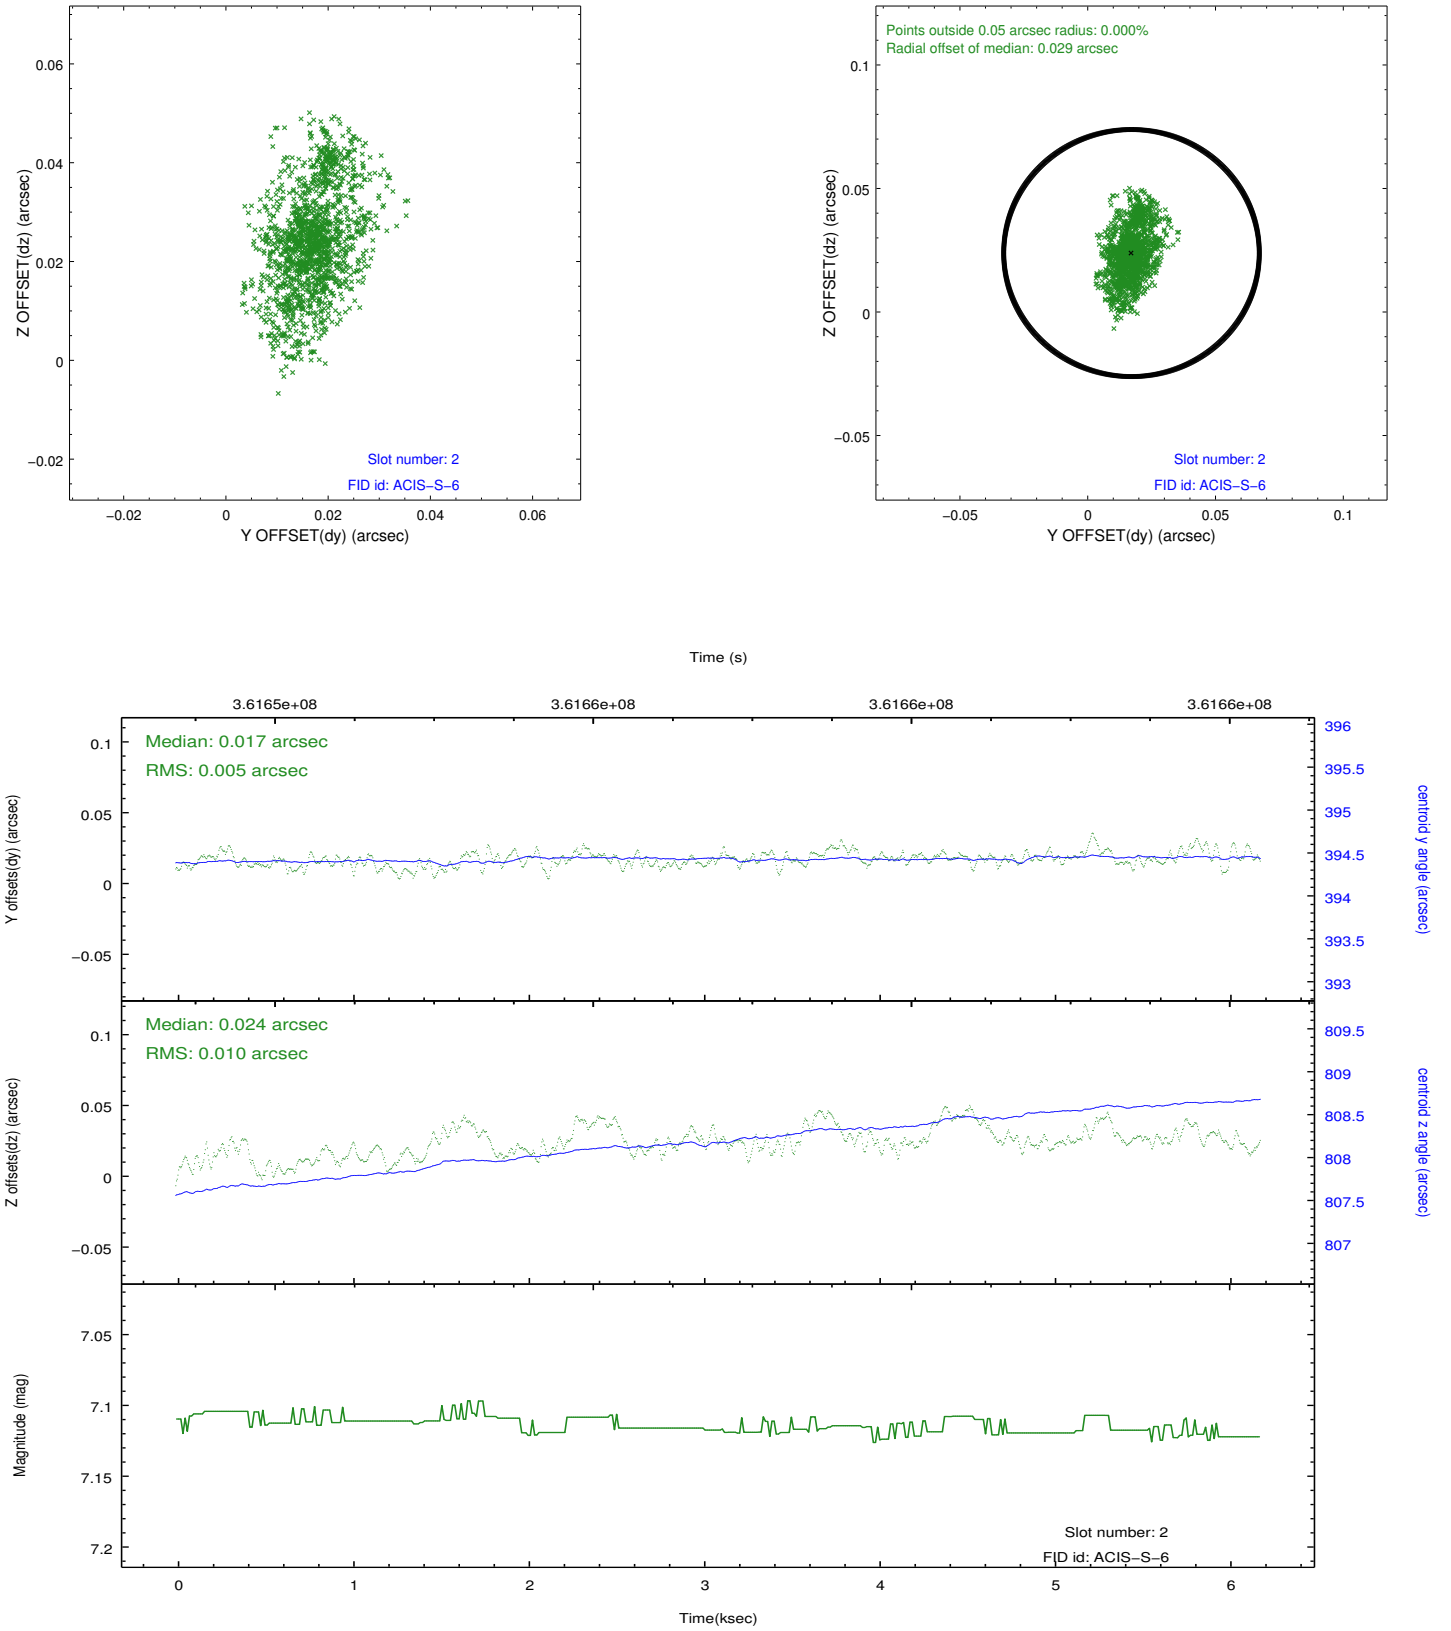 0.06
0.04
0.02
0
−0.02
−0.02
0
0.02
0.04
0.06
Z OFFSET(dz) (arcsec)
Y OFFSET(dy) (arcsec)
Slot number: 2
FID id: ACIS−S−6
Points outside 0.05 arcsec radius: 0.000%
Radial offset of median: 0.029 arcsec
0.1
0.05
0
−0.05
−0.05
0
0.05
0.1
Z OFFSET(dz) (arcsec)
Y OFFSET(dy) (arcsec)
Slot number: 2
FID id: ACIS−S−6
Time (s)
3.6165e+08
3.6166e+08
3.6166e+08
3.6166e+08
Median: 0.017 arcsec
RMS: 0.005 arcsec
0.1
0.05
0
−0.05
Y offsets(dy) (arcsec)
396
395.5
395
394.5
394
393.5
393
centroid y angle (arcsec)
Median: 0.024 arcsec
RMS: 0.010 arcsec
0.1
0.05
0
−0.05
Z offsets(dz) (arcsec)
809.5
809
808.5
808
807.5
807
centroid z angle (arcsec)
7.05
7.1
7.15
7.2
Magnitude (mag)
Slot number: 2
FID id: ACIS−S−6
0
1
2
3
4
5
6
Time(ksec)